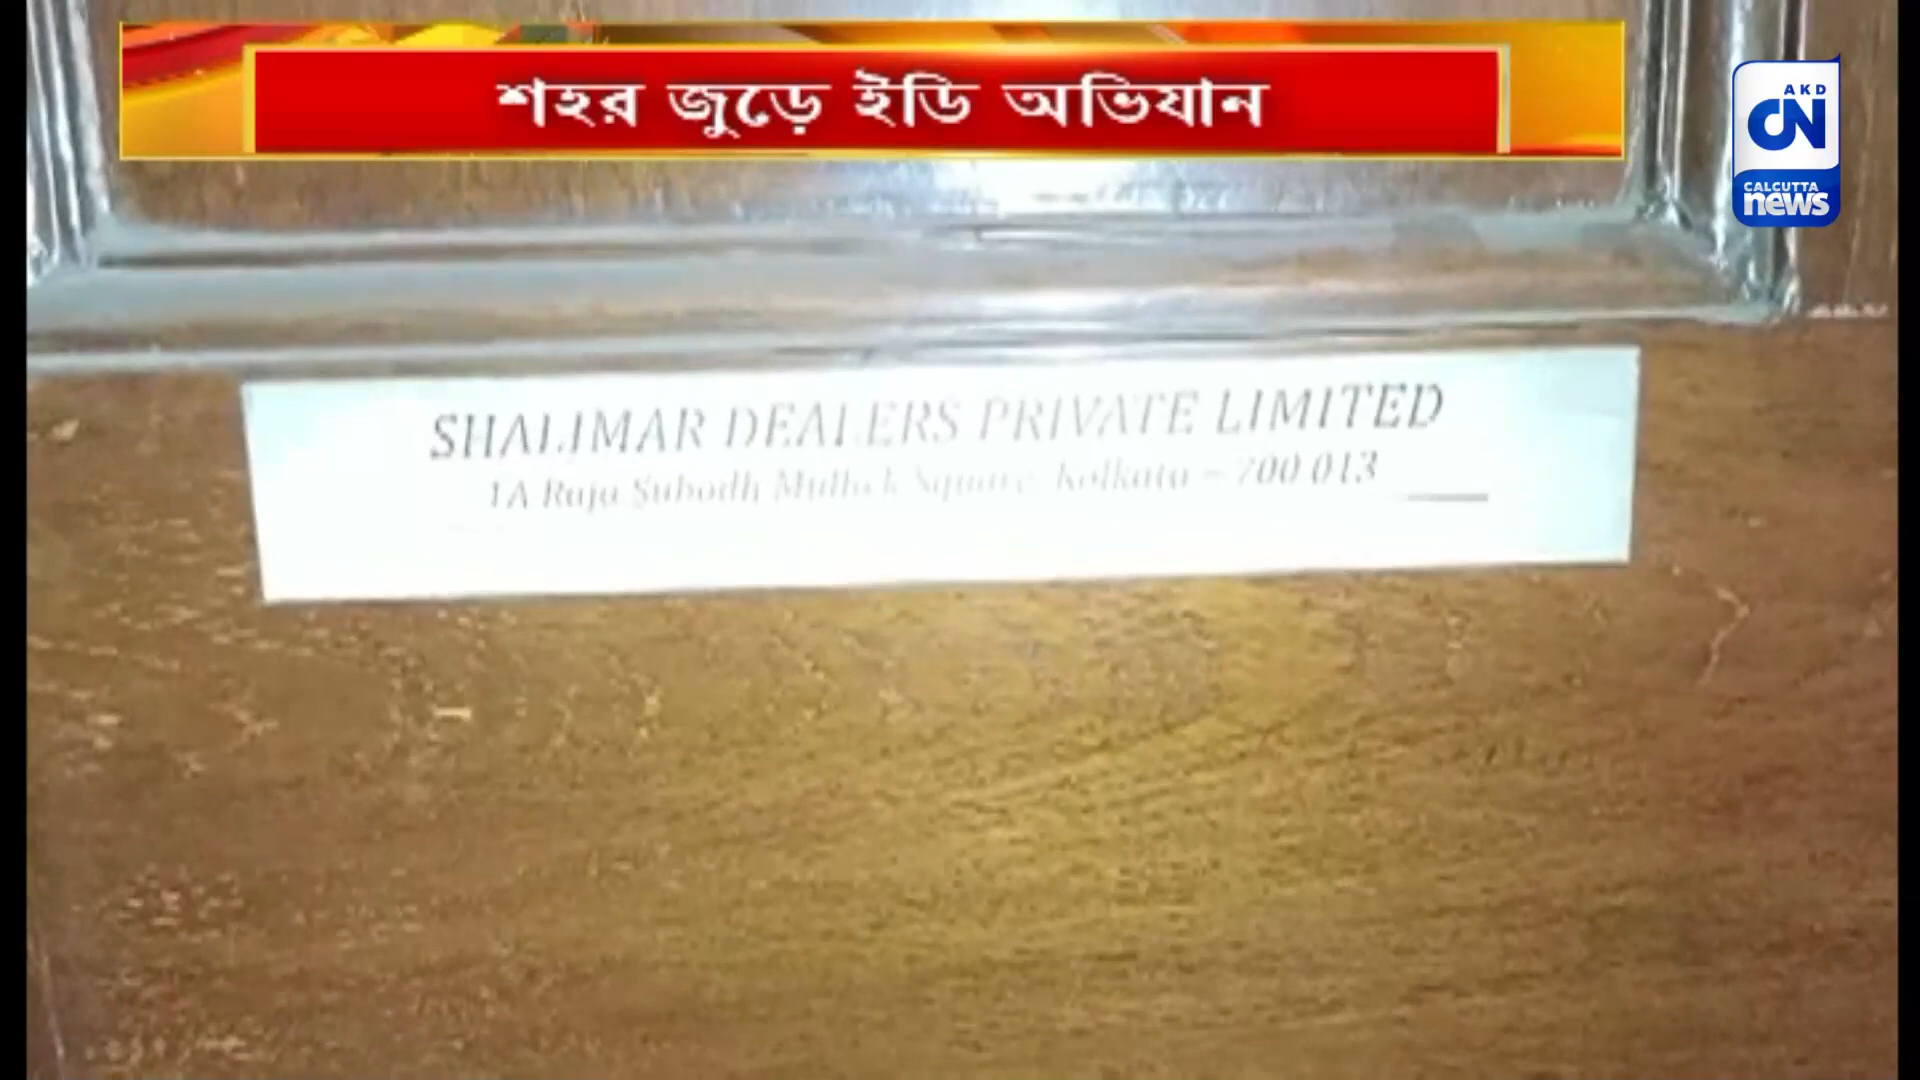 শহর জুড়ে ইডি অভিযান
AKD
CN
CALCUTTA
news
SHALIMAR DEALERS PRIVATE LIMITED
1A Raja Subodh Mullick Square, Kolkata – 700 013